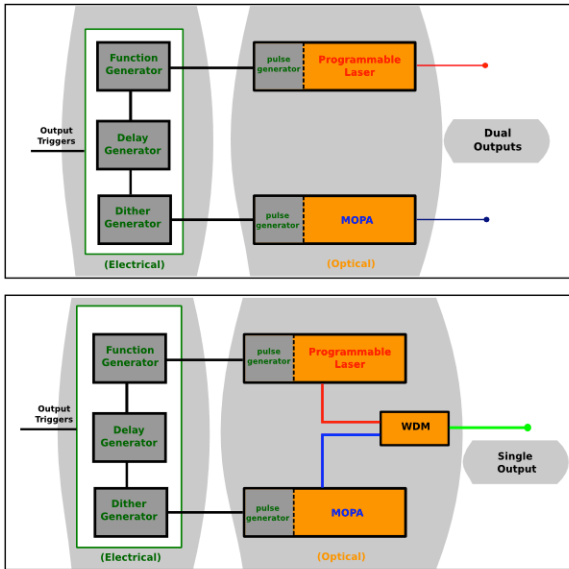 Function
Generator
pulse
generator
Programmable
Laser
Output
Triggers
Delay
Generator
Dual
Outputs
Dither
Generator
pulse
generator
MOPA
(Electrical)
(Optical)
Function
Generator
pulse
generator
Programmable
Laser
Output
Triggers
Delay
Generator
WDM
Single
Output
Dither
Generator
pulse
generator
MOPA
(Electrical)
(Optical)